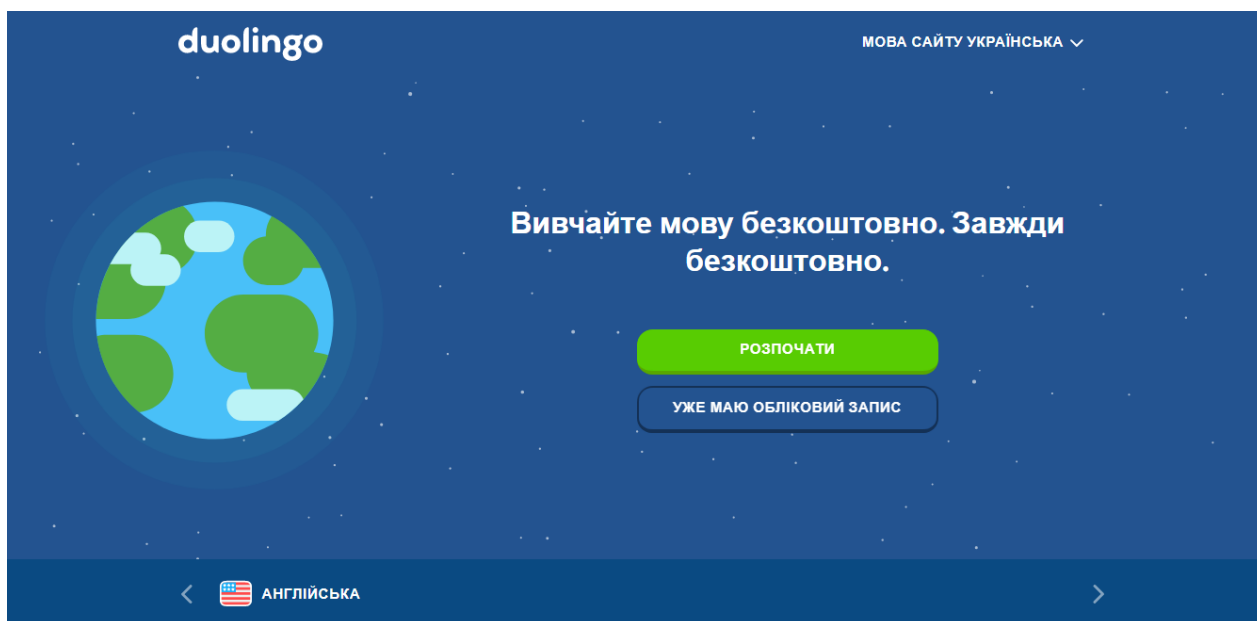 duolingo
МОВА САЙТУ УКРАЇНСЬКА
Вивчайте мову безкоштовно. Завжди
безкоштовно.
РОЗПОЧАТИ
УЖЕ МАЮ ОБЛІКОВИЙ ЗАПИС
АНГЛІЙСЬКА